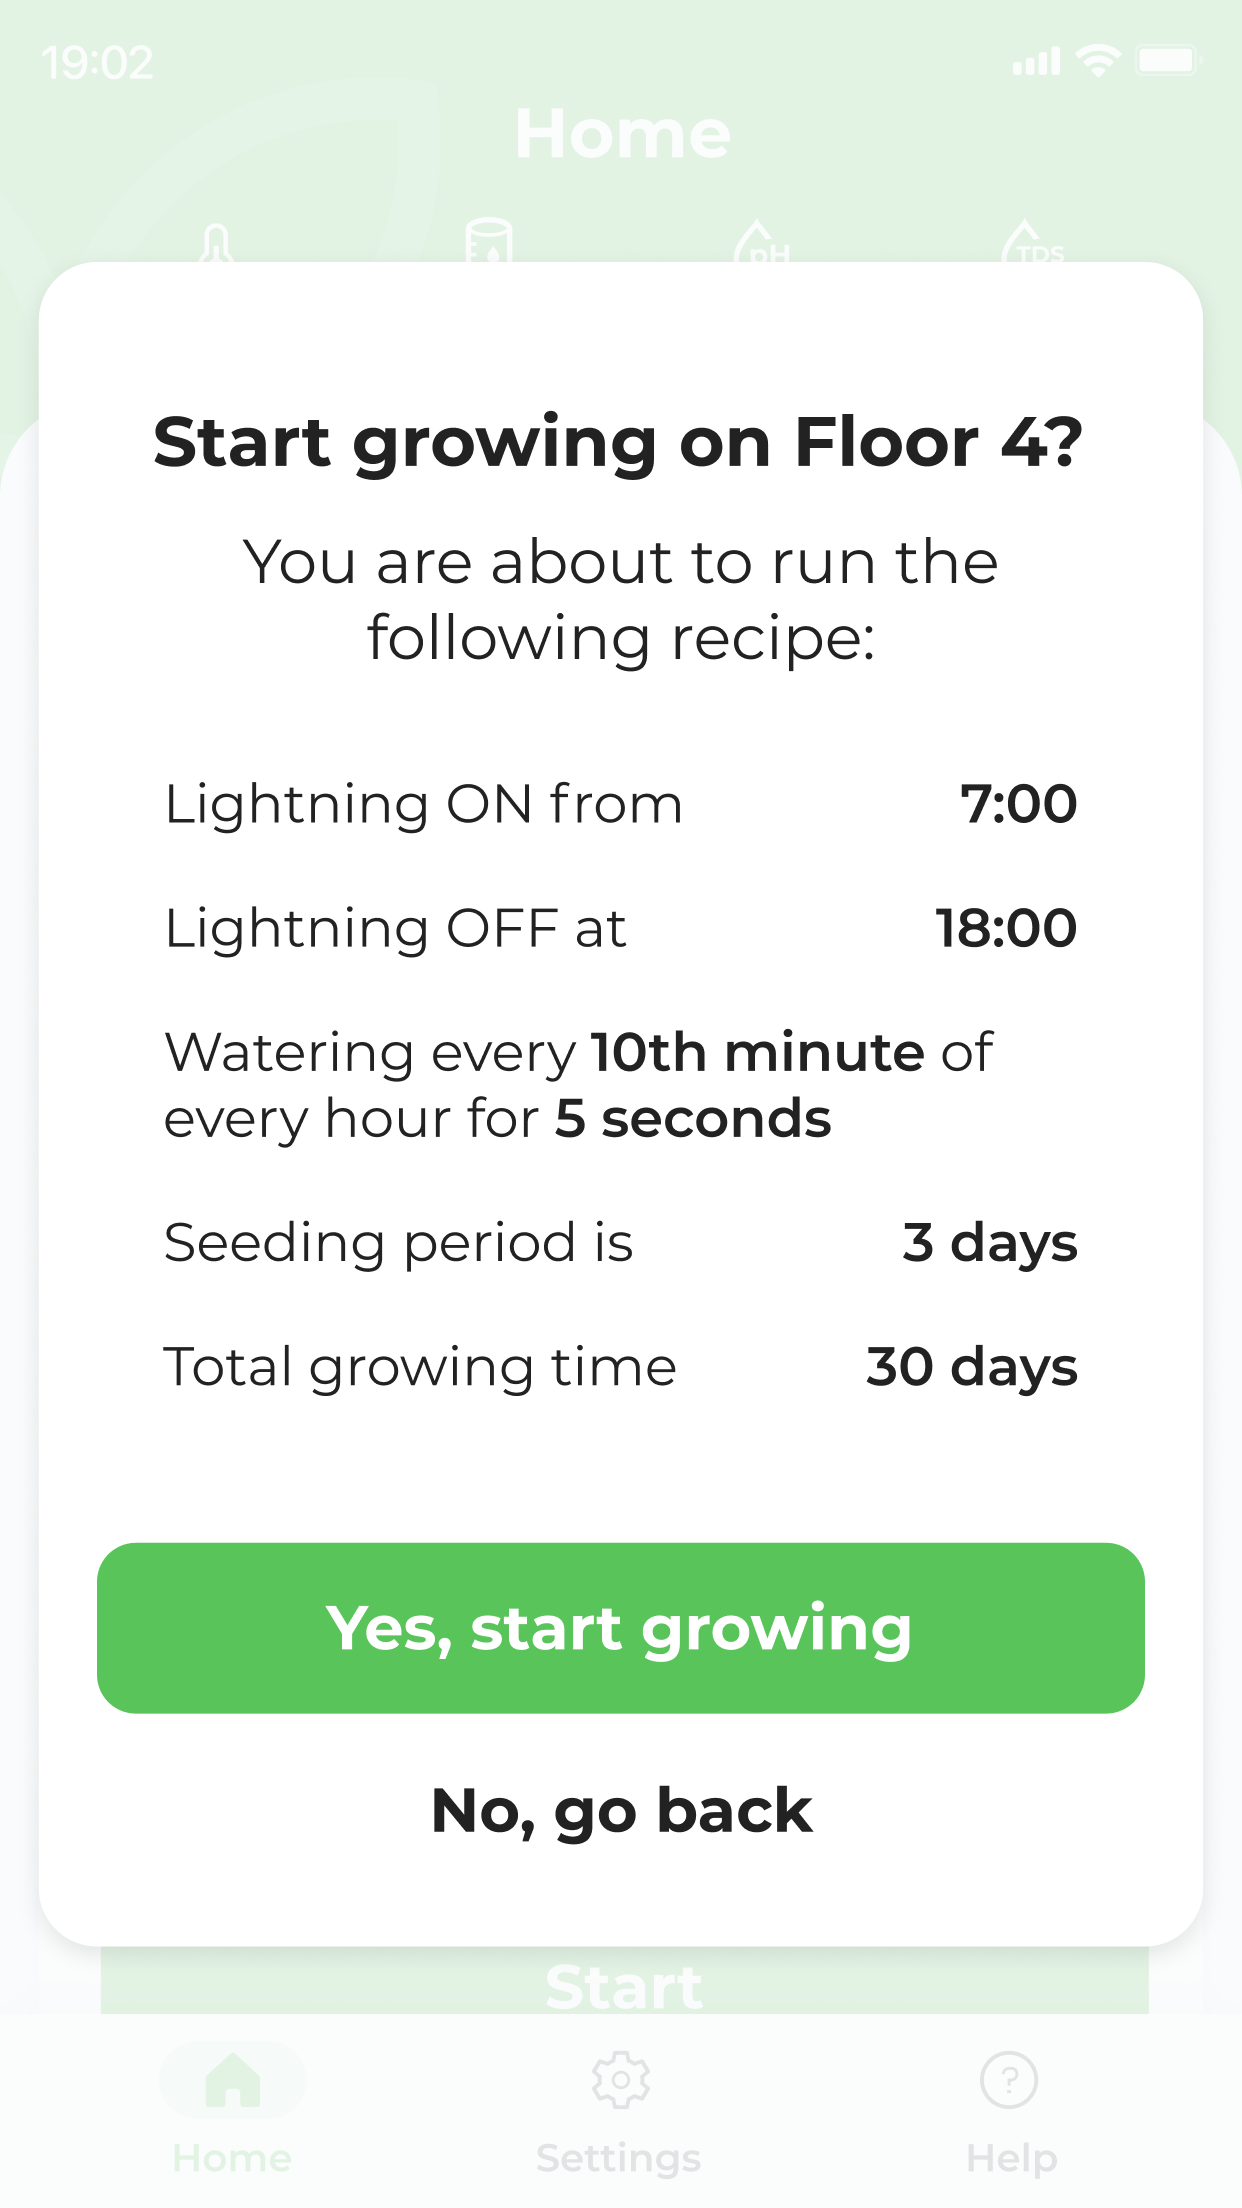 19:02
Home
pH
TDS
Start growing on Floor 4?
You are about to run the
following recipe:
Lightning ON from 7:00
Lightning OFF at 18:00
Watering every 10th minute of
every hour for 5 seconds
Seeding period is 3 days
Total growing time 30 days
Yes, start growing
No, go back
Start
?
Home Settings Help